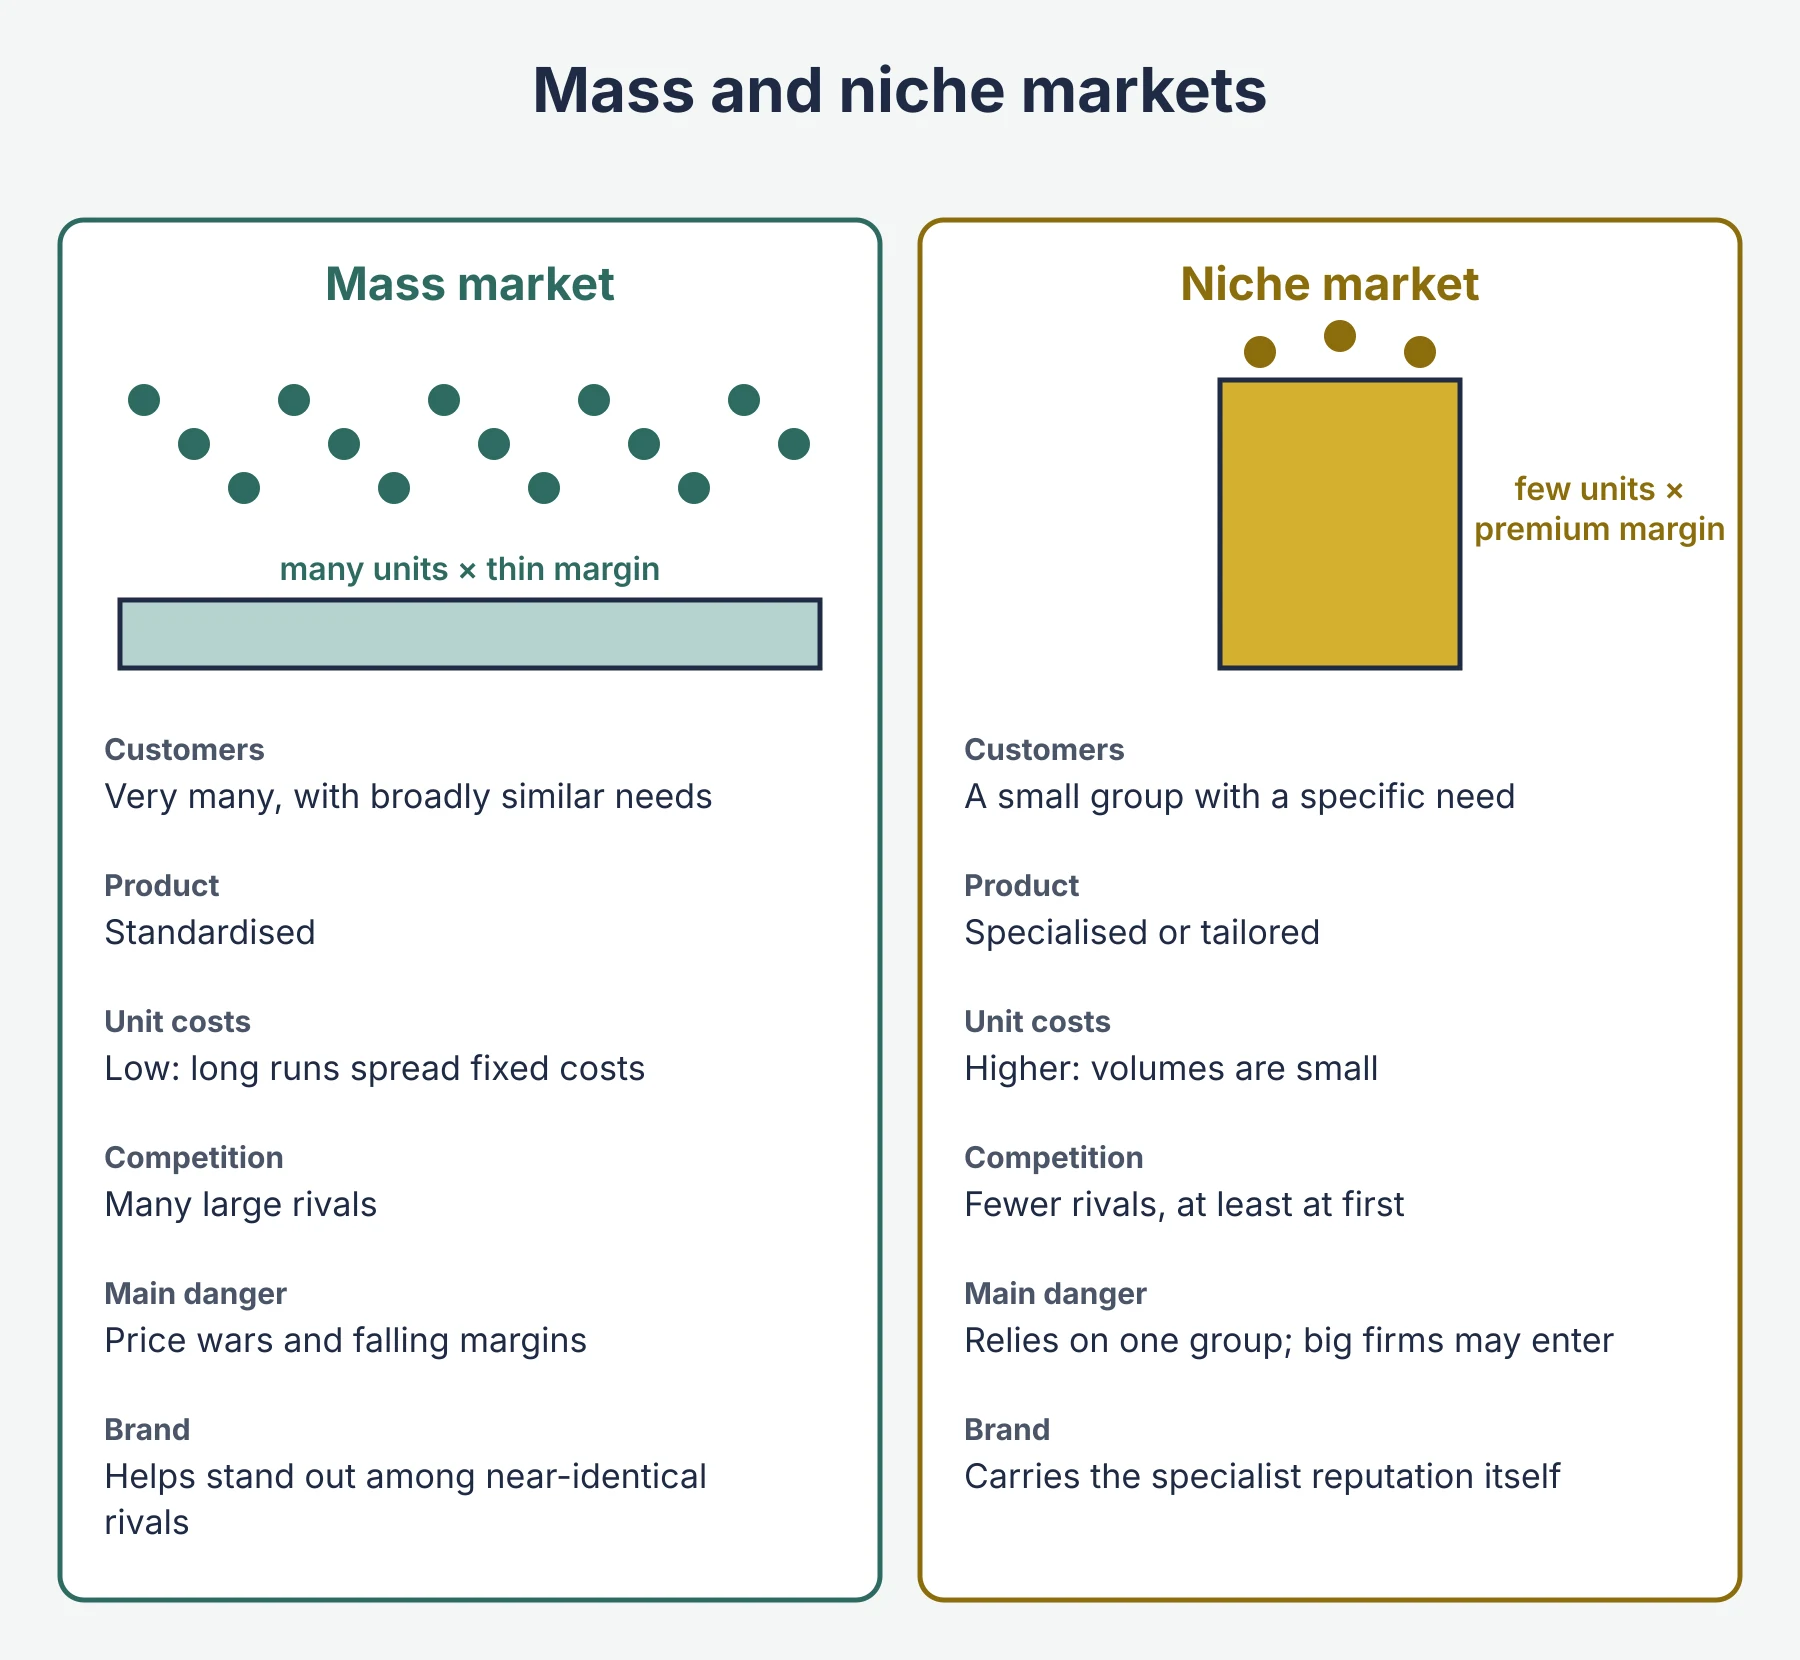 Mass and niche markets
Mass market
many units × thin margin
Customers
Very many, with broadly similar needs
Product
Standardised
Unit costs
Low: long runs spread fixed costs
Competition
Many large rivals
Main danger
Price wars and falling margins
Brand
Helps stand out among near-identical
rivals
Niche market
few units ×
premium margin
Customers
A small group with a specific need
Product
Specialised or tailored
Unit costs
Higher: volumes are small
Competition
Fewer rivals, at least at first
Main danger
Relies on one group; big firms may enter
Brand
Carries the specialist reputation itself